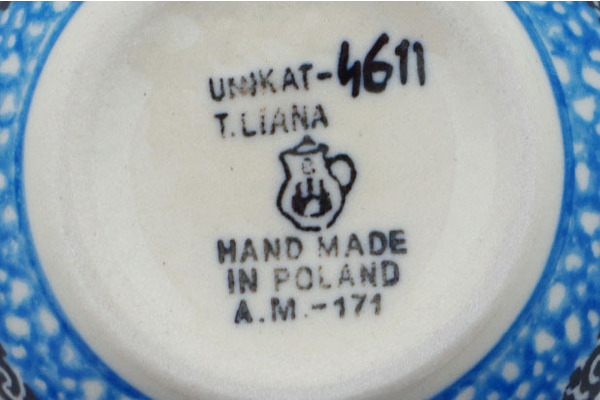 UNIKAT-4611
T.LIANA
HAND MADE
IN POLAND
A.M.-171